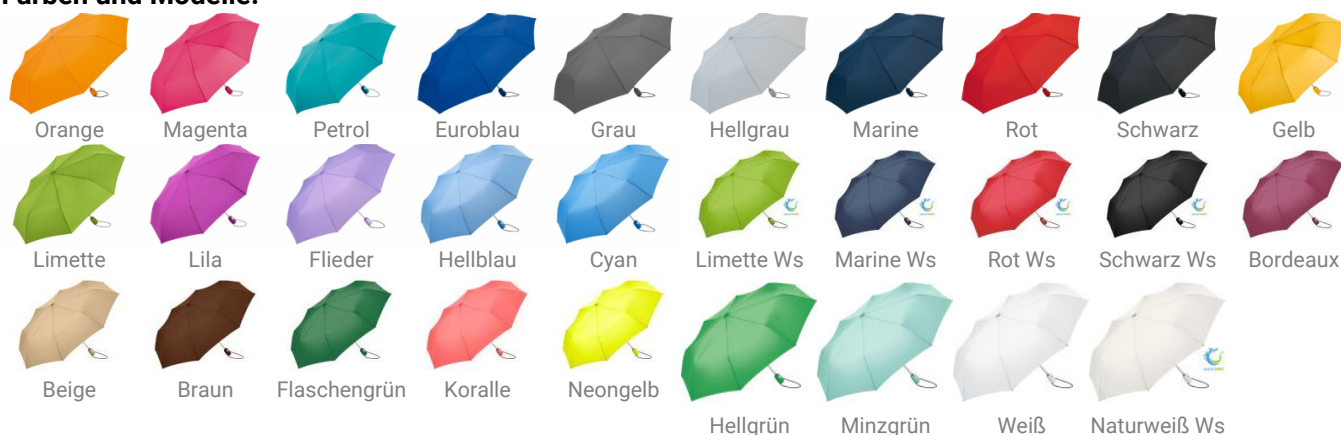 Farben und Modelle:
Orange Magenta Petrol Euroblau Grau Hellgrau Marine Rot Schwarz Gelb
Limette Lila Flieder Hellblau Cyan Limette Ws Marine Ws Rot Ws Schwarz Ws Bordeaux
Beige Braun Flaschengrün Koralle Neongelb
Hellgrün Minzgrün Weiß Naturweiß Ws